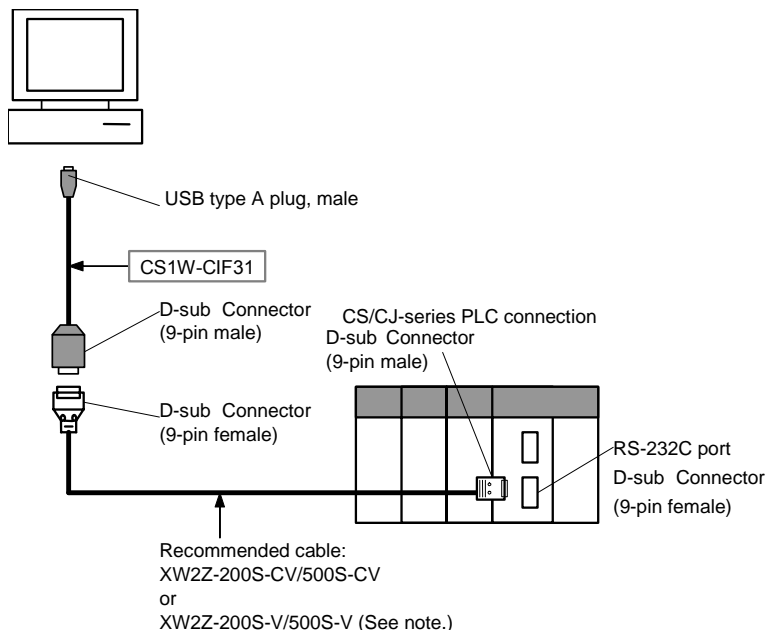 USB type A plug, male
CS1W-CIF31
D-sub Connector
(9-pin male)
CS/CJ-series PLC connection
D-sub Connector
(9-pin male)
D-sub Connector
(9-pin female)
RS-232C port
D-sub Connector
(9-pin female)
Recommended cable:
XW2Z-200S-CV/500S-CV
or
XW2Z-200S-V/500S-V (See note.)